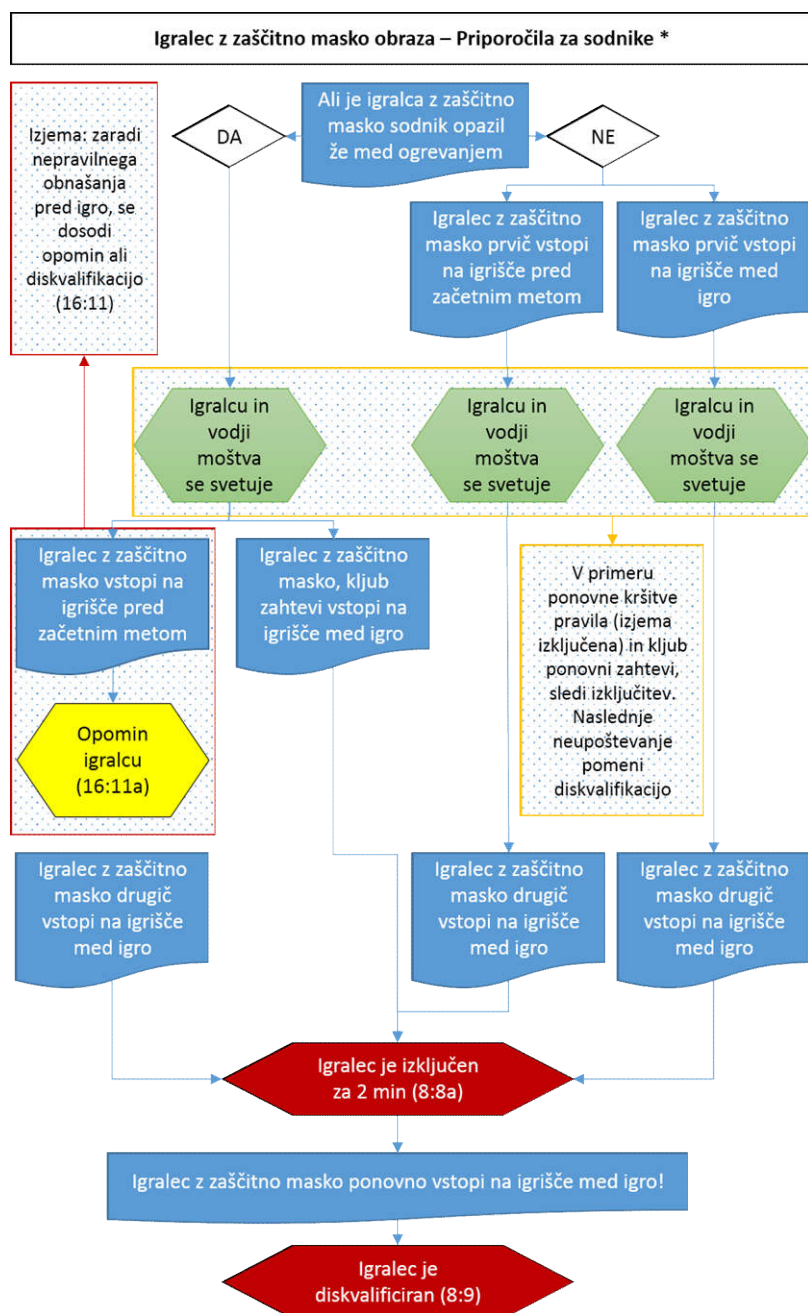 Igralec z zaščitno masko obraza – Priporočila za sodnike *
Izjema: zaradi
nepravilnega
obnašanja
pred igro, se
dosodi
opomin ali
diskvalifikacijo
(16:11)
DA
Ali je igralca z zaščitno
masko sodnik opazil
že med ogrevanjem
NE
Igralec z zaščitno
masko prvič vstopi
na igrišče pred
začetnim metom
Igralec z zaščitno
masko prvič vstopi
na igrišče med
igro
Igralcu in
vodji
moštva
se svetuje
Igralcu in
vodji
moštva
se svetuje
Igralcu in
vodji
moštva se
svetuje
Igralec z zaščitno
masko vstopi na
igrišče pred
začetnim metom
Igralec z zaščitno
masko, kljub
zahtevi vstopi na
igrišče med igro
V primeru
ponovne kršitve
pravila (izjema
izključena) in kljub
ponovni zahtevi,
sledi izključitev.
Naslednje
neupoštevanje
pomeni
diskvalifikacijo
Opomin
igralcu
(16:11a)
Igralec z zaščitno
masko drugič
vstopi na igrišče
med igro
Igralec z zaščitno
masko drugič
vstopi na igrišče
med igro
Igralec z zaščitno
masko drugič
vstopi na igrišče
med igro
Igralec je izključen
za 2 min (8:8a)
Igralec z zaščitno masko ponovno vstopi na igrišče med igro!
Igralec je
diskvalificiran (8:9)